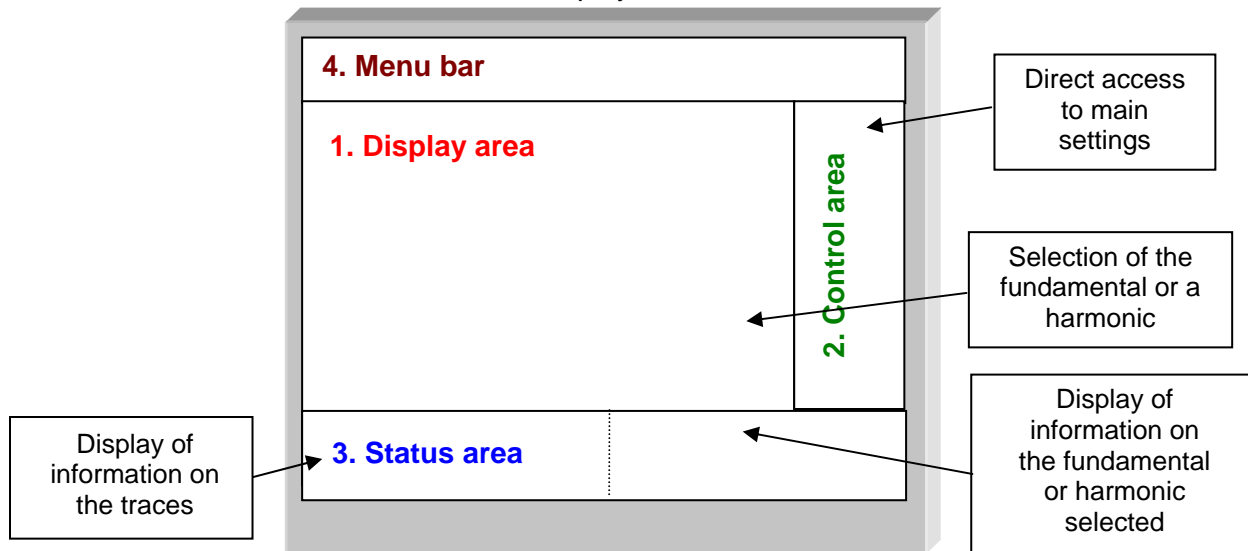 4. Menu bar
1. Display area
2. Control area
3. Status area
Direct access
to main
settings
Selection of the
fundamental or a
harmonic
Display of
information on
the fundamental
or harmonic
selected
Display of
information on
the traces